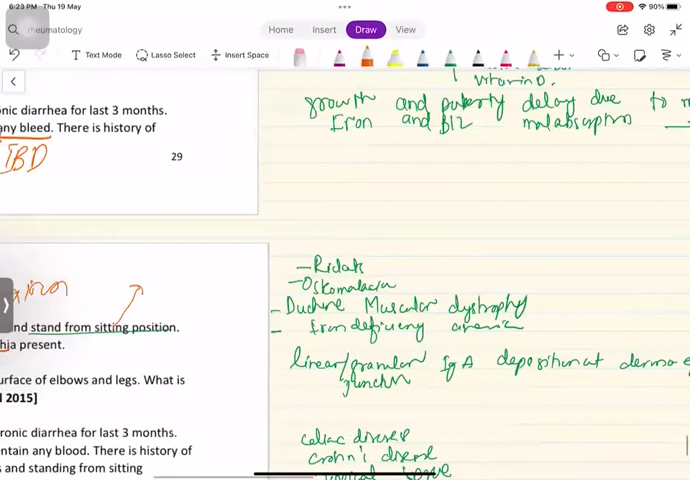 6:23 PM Thu 19 May
90%
rheumatology
Home Insert Draw View
Text Mode Lasso Select Insert Space
Vitamin D.
growth and puberty delay due to
Iron and B12 malabsorption
onic diarrhea for last 3 months.
any bleed. There is history of
IBD
29
- Rickets
- Osteomalacia
- Duchene Muscular dystrophy
- Iron deficiency anemia
nd stand from sitting position.
hia present.
linear/granular IgA deposition at dermo
junction
urface of elbows and legs. What is
l 2015]
celiac disease
crohn's disease
ronic diarrhea for last 3 months.
ntain any blood. There is history of
s and standing from sitting